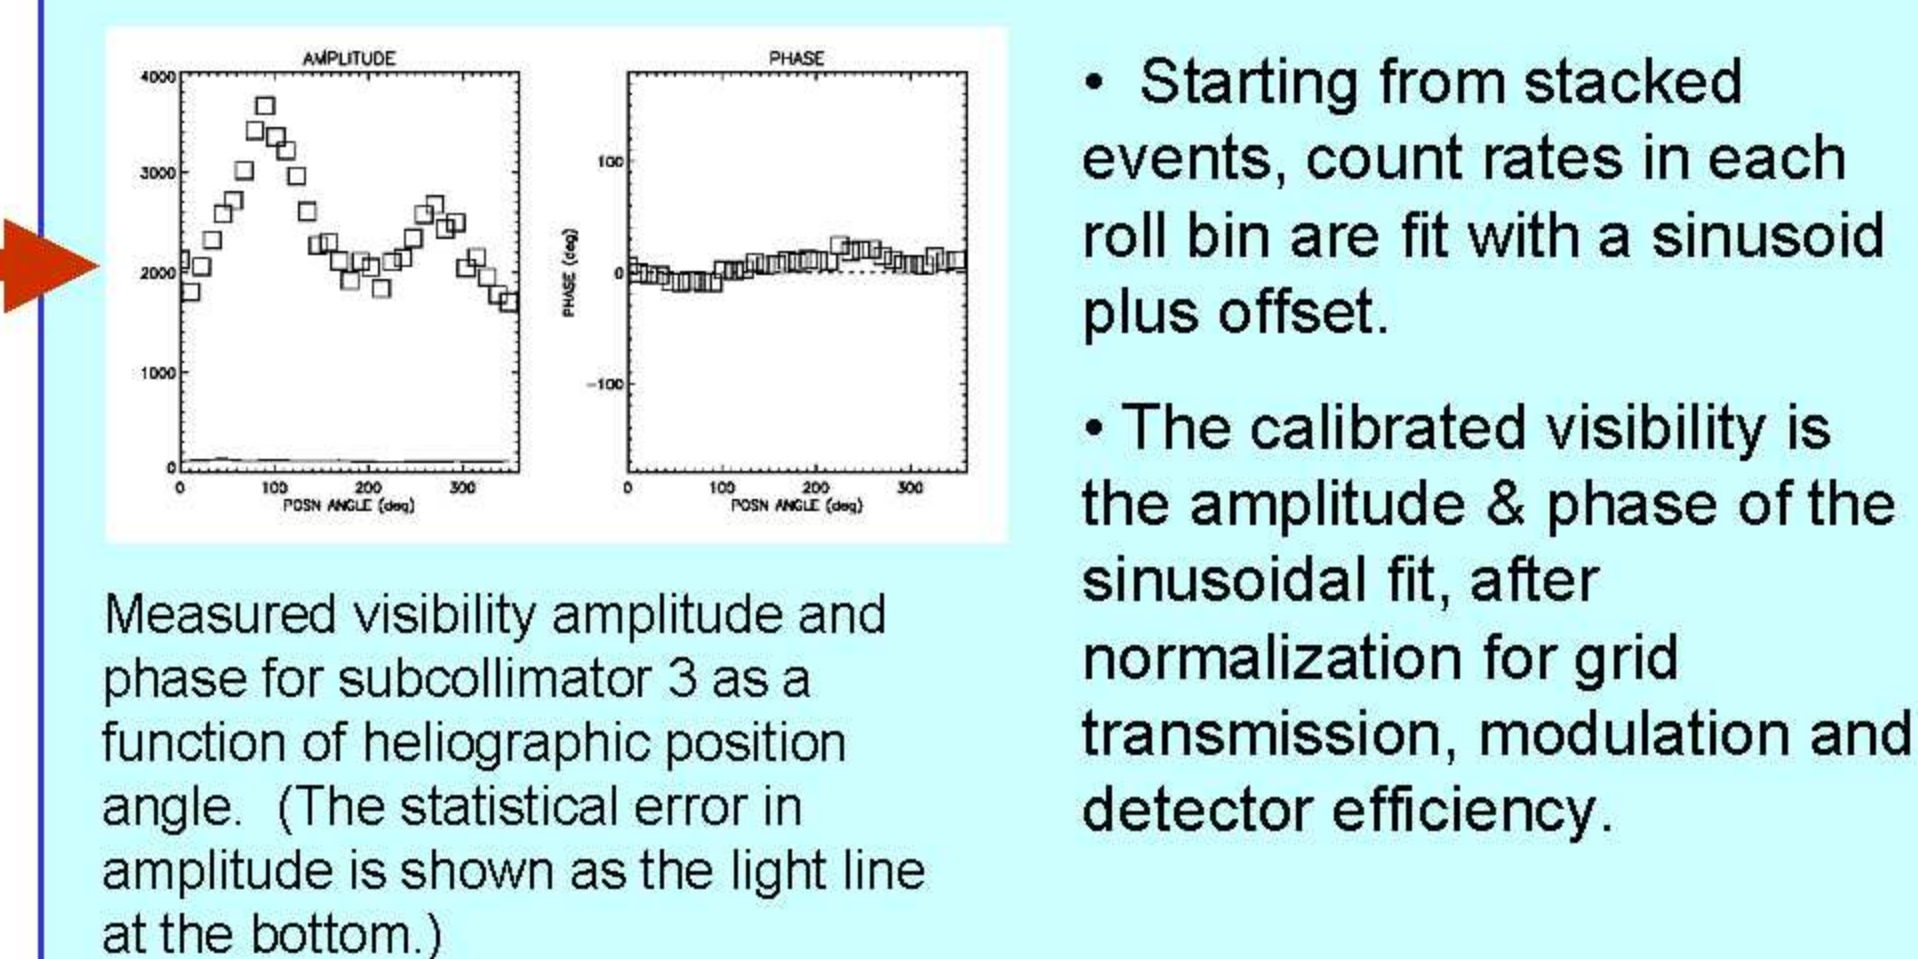 AMPLITUDE
4000
3000
2000
1000
0
0 100 200 300
POSN ANGLE (deg)
PHASE
PHASE (deg)
100
0
-100
0 100 200 300
POSN ANGLE (deg)
Measured visibility amplitude and
phase for subcollimator 3 as a
function of heliographic position
angle. (The statistical error in
amplitude is shown as the light line
at the bottom.)
• Starting from stacked
events, count rates in each
roll bin are fit with a sinusoid
plus offset.
• The calibrated visibility is
the amplitude & phase of the
sinusoidal fit, after
normalization for grid
transmission, modulation and
detector efficiency.